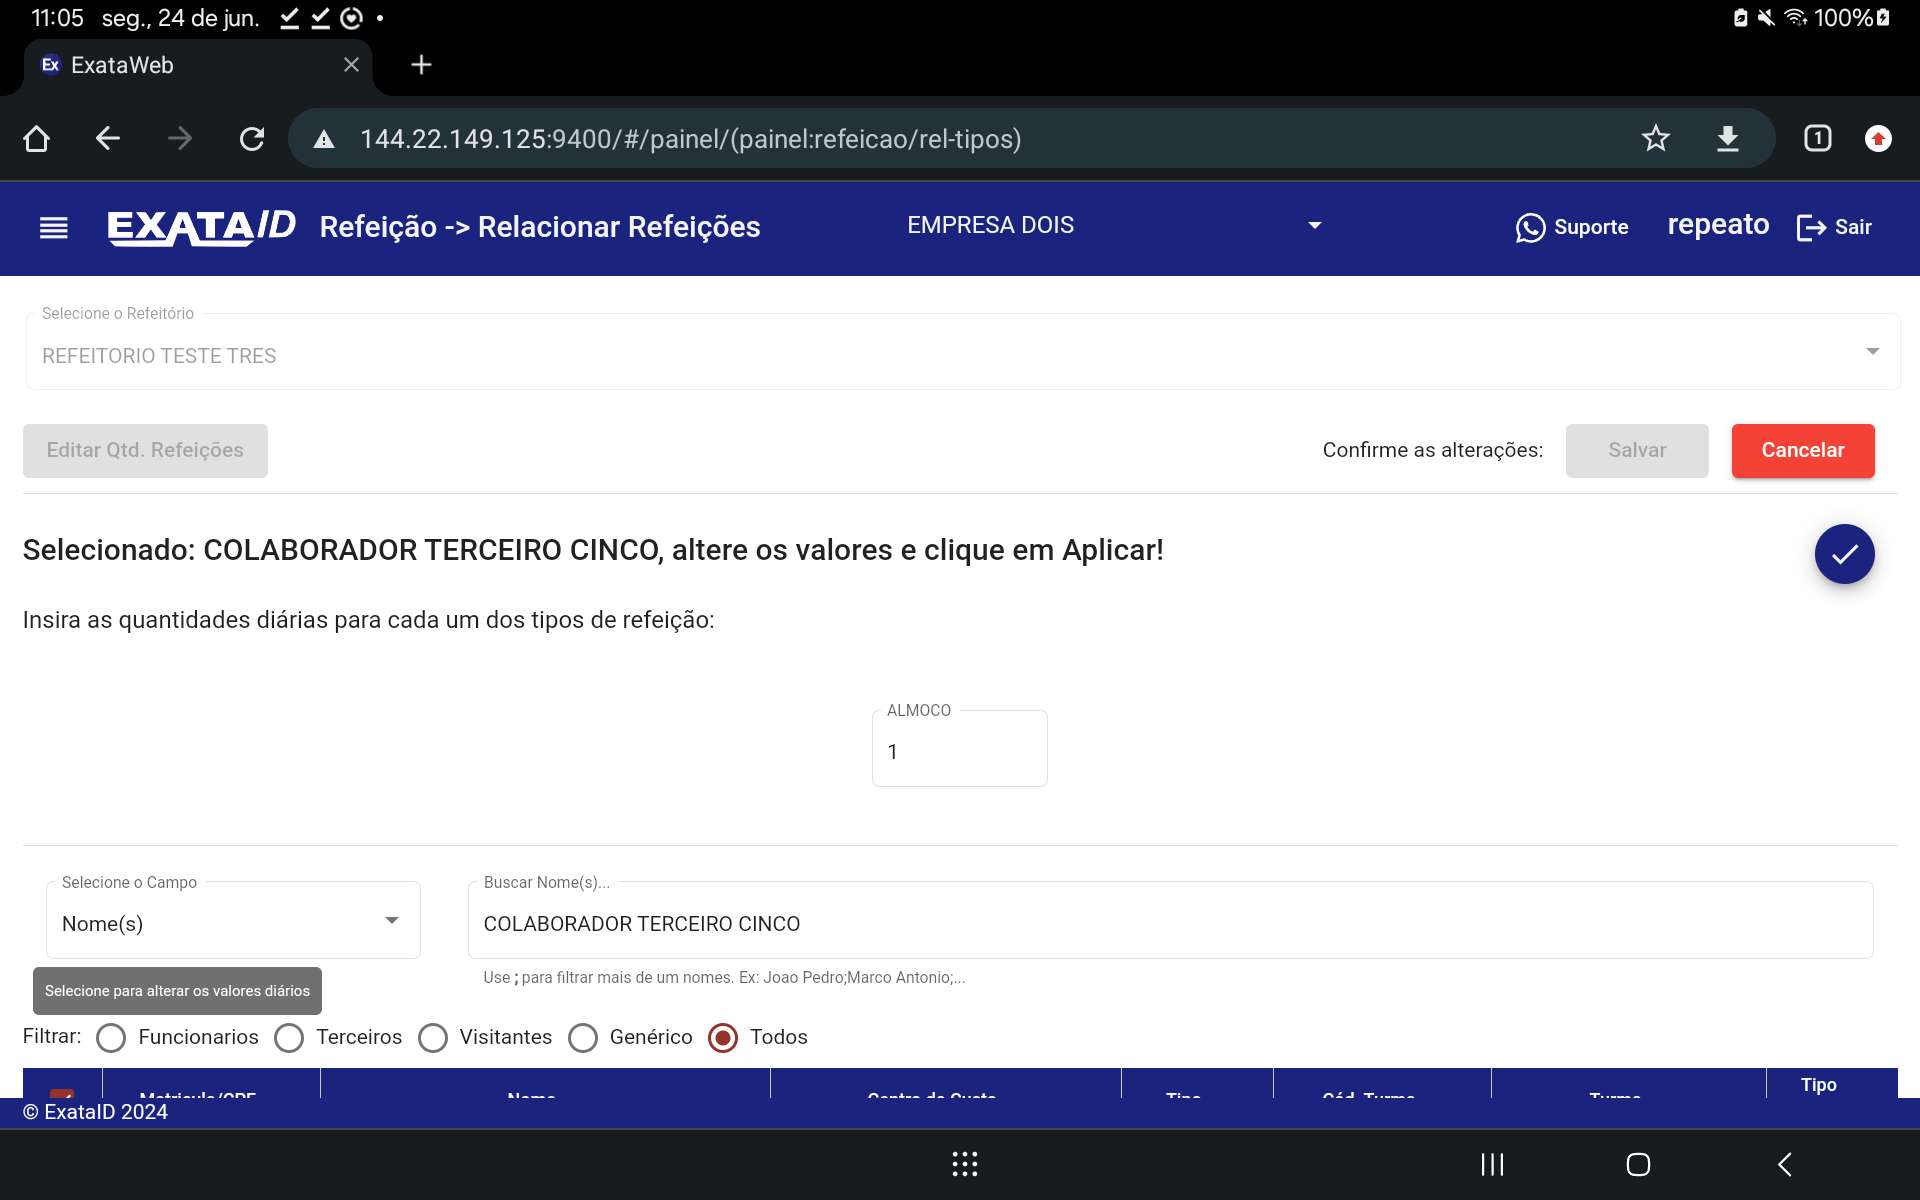 11:05 seg., 24 de jun. 100%
Ex ExataWeb
144.22.149.125:9400/#/painel/(painel:refeicao/rel-tipos) 1
EXATAID Refeição -> Relacionar Refeições EMPRESA DOIS Suporte repeato Sair
Selecione o Refeitório
REFEITORIO TESTE TRES
Editar Qtd. Refeições Confirme as alterações: Salvar Cancelar
Selecionado: COLABORADOR TERCEIRO CINCO, altere os valores e clique em Aplicar!
Insira as quantidades diárias para cada um dos tipos de refeição:
ALMOCO
1
Selecione o Campo Buscar Nome(s)...
Nome(s) COLABORADOR TERCEIRO CINCO
Use ; para filtrar mais de um nomes. Ex: Joao Pedro;Marco Antonio;...
Selecione para alterar os valores diários
Filtrar: Funcionarios Terceiros Visitantes Genérico Todos
Tipo
Matricula/CPF Nome Centro de Custo Tipo Cód. Turma Turma
© ExataID 2024